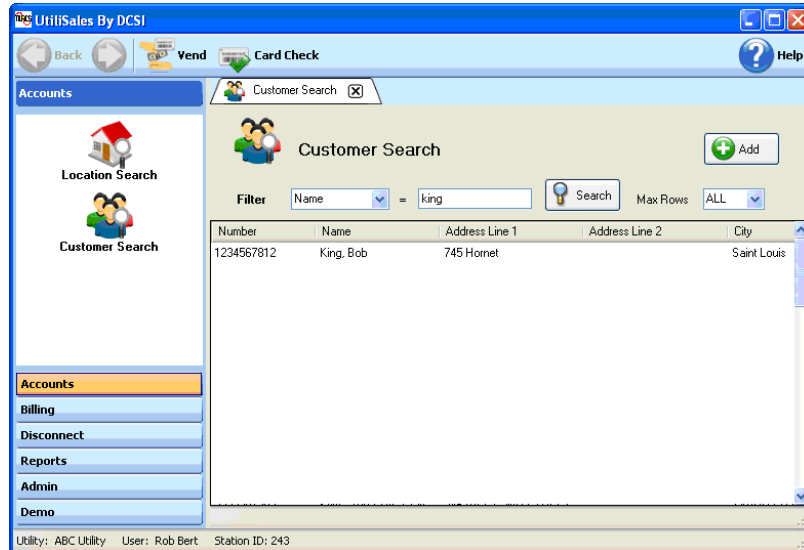 UtiliSales By DCSI
Back Vend Card Check Help
Accounts
Customer Search
Location Search
Customer Search
Customer Search
Add
Filter Name = king Search Max Rows ALL
Number Name Address Line 1 Address Line 2 City
1234567812 King, Bob 745 Hornet Saint Louis
Accounts
Billing
Disconnect
Reports
Admin
Demo
Utility: ABC Utility User: Rob Bert Station ID: 243